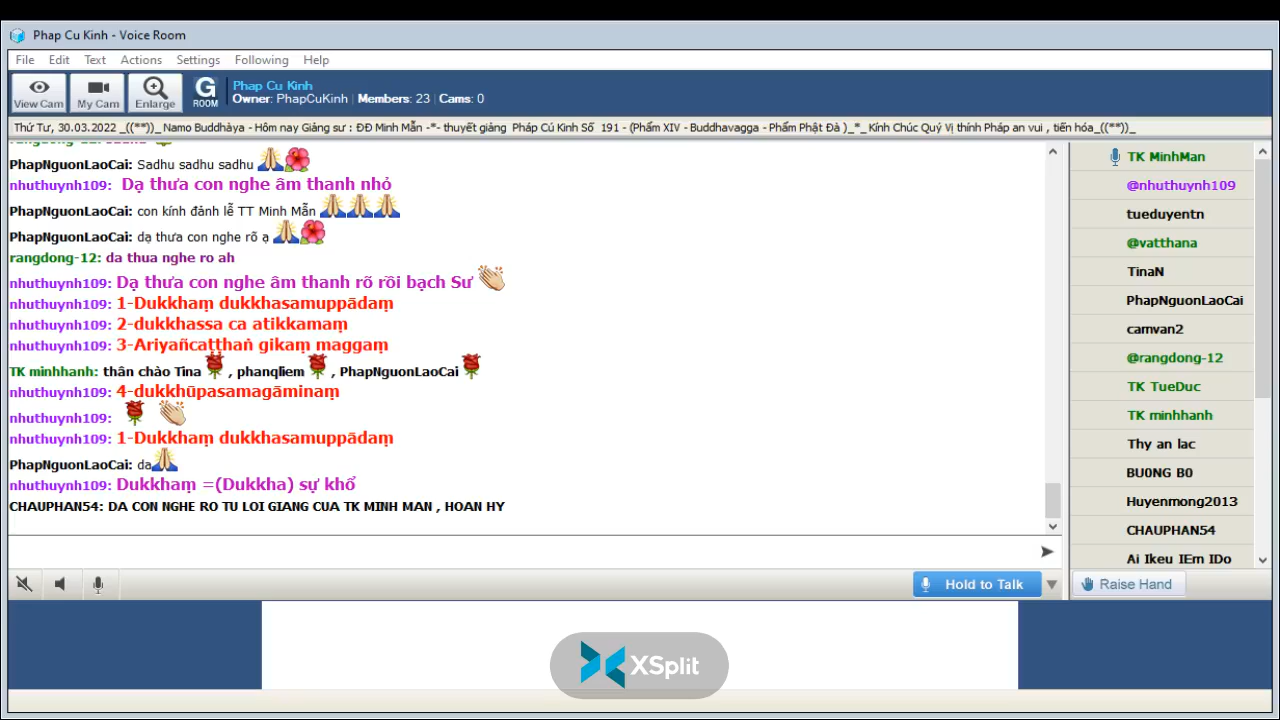 Phap Cu Kinh - Voice Room
File Edit Text Actions Settings Following Help
View Cam My Cam Enlarge G ROOM
Phap Cu Kinh
Owner: PhapCuKinh | Members: 23 | Cams: 0
Thứ Tư, 30.03.2022 _((**))_ Namo Buddhàya - Hôm nay Giảng sư : ĐĐ Minh Mẫn -*- thuyết giảng Pháp Cú Kinh Số 191 - (Phẩm XIV - Buddhavagga - Phẩm Phật Đà )_*_ Kính Chúc Quý Vị thính Pháp an vui , tiến hóa_((**))_
PhapNguonLaoCai: Sadhu sadhu sadhu
nhuthuynh109: Dạ thưa con nghe âm thanh nhỏ
PhapNguonLaoCai: con kính đảnh lễ TT Minh Mẫn
PhapNguonLaoCai: dạ thưa con nghe rõ ạ
rangdong-12: da thua nghe ro ah
nhuthuynh109: Dạ thưa con nghe âm thanh rõ rồi bạch Sư
nhuthuynh109: 1-Dukkhaṃ dukkhasamuppādaṃ
nhuthuynh109: 2-dukkhassa ca atikkamaṃ
nhuthuynh109: 3-Ariyañcaṭṭhaṅ gikaṃ maggaṃ
TK minhhanh: thân chào Tina , phanqliem , PhapNguonLaoCai
nhuthuynh109: 4-dukkhūpasamagāminaṃ
nhuthuynh109:
nhuthuynh109: 1-Dukkhaṃ dukkhasamuppādaṃ
PhapNguonLaoCai: da
nhuthuynh109: Dukkhaṃ =(Dukkha) sự khổ
CHAUPHAN54: DA CON NGHE RO TU LOI GIANG CUA TK MINH MAN , HOAN HY
TK MinhMan
@nhuthuynh109
tueduyentn
@vatthana
TinaN
PhapNguonLaoCai
camvan2
@rangdong-12
TK TueDuc
TK minhhanh
Thy an lac
BU0NG B0
Huyenmong2013
CHAUPHAN54
Ai Ikeu IEm IDo
Hold to Talk
Raise Hand
XSplit